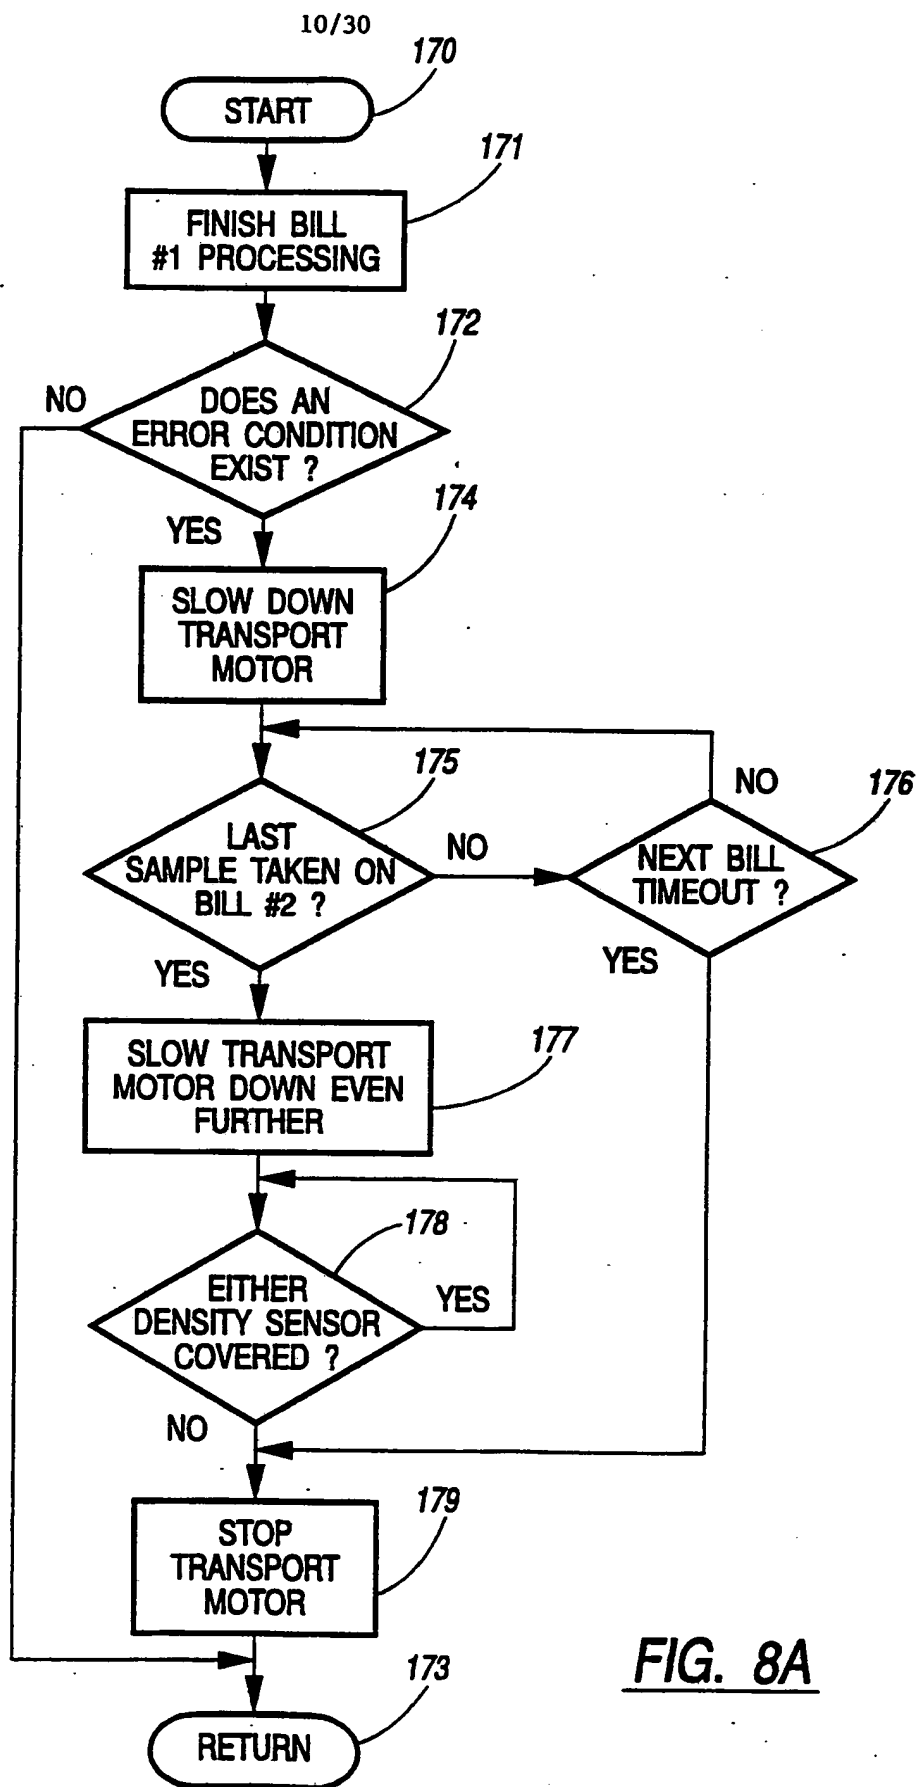 10/30
170
START
171
FINISH BILL
#1 PROCESSING
172
NO
DOES AN
ERROR CONDITION
EXIST ?
174
YES
SLOW DOWN
TRANSPORT
MOTOR
175
NO
176
LAST
SAMPLE TAKEN ON
BILL #2 ?
NO
NEXT BILL
TIMEOUT ?
YES
YES
SLOW TRANSPORT
MOTOR DOWN EVEN
FURTHER
177
178
EITHER
DENSITY SENSOR
COVERED ?
YES
NO
179
STOP
TRANSPORT
MOTOR
173
RETURN
FIG. 8A